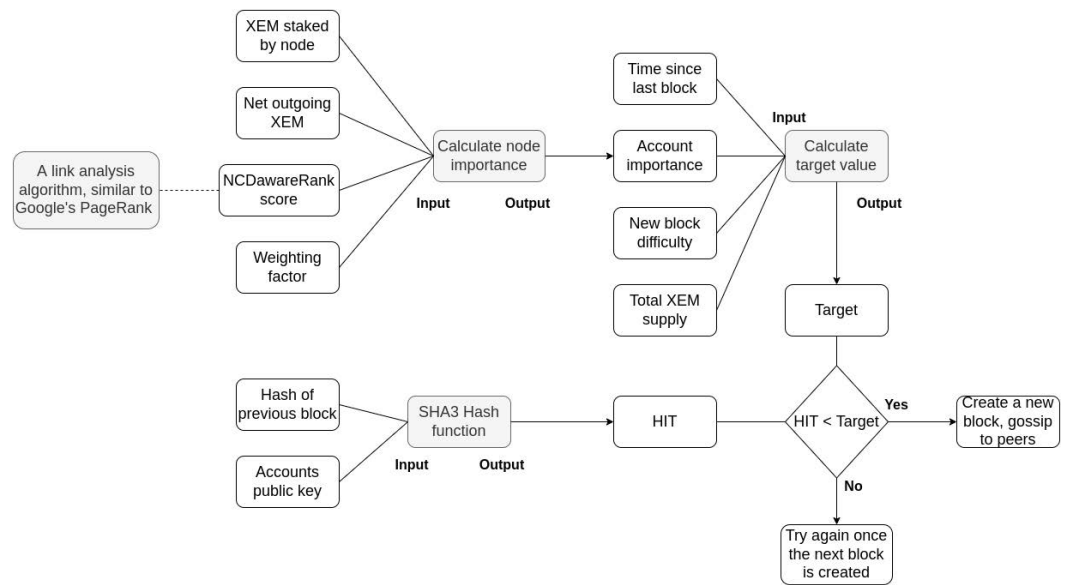 XEM staked
by node
Net outgoing
XEM
A link analysis
algorithm, similar to
Google's PageRank
NCDawareRank
score
Weighting
factor
Calculate node
importance
Input
Output
Time since
last block
Account
importance
New block
difficulty
Total XEM
supply
Input
Calculate
target value
Output
Target
Hash of
previous block
Accounts
public key
SHA3 Hash
function
Input
Output
HIT
HIT < Target
Yes
Create a new
block, gossip
to peers
No
Try again once
the next block
is created